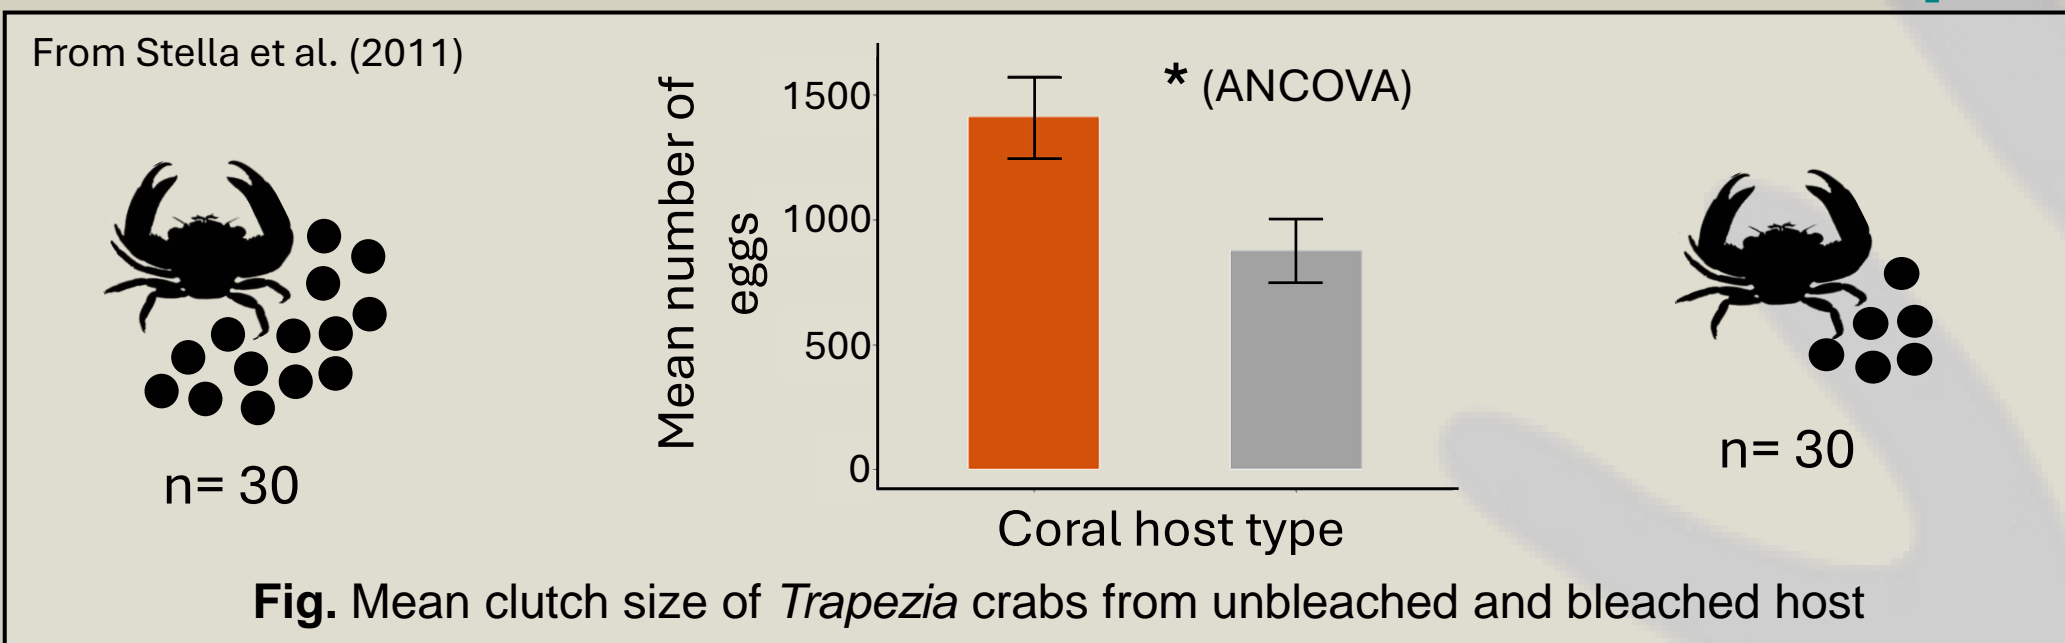 From Stella et al. (2011)
Mean number of
eggs
1500
1000
500
0
* (ANCOVA)
Coral host type
n= 30
n= 30
Fig. Mean clutch size of Trapezia crabs from unbleached and bleached host